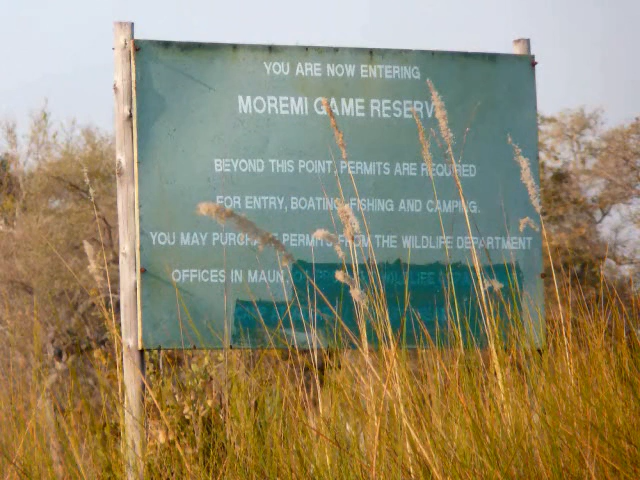 YOU ARE NOW ENTERING
MOREMI GAME RESERVE
BEYOND THIS POINT, PERMITS ARE REQUIRED
FOR ENTRY, BOATING, FISHING AND CAMPING.
YOU MAY PURCHASE PERMITS FROM THE WILDLIFE DEPARTMENT
OFFICES IN MAUN.